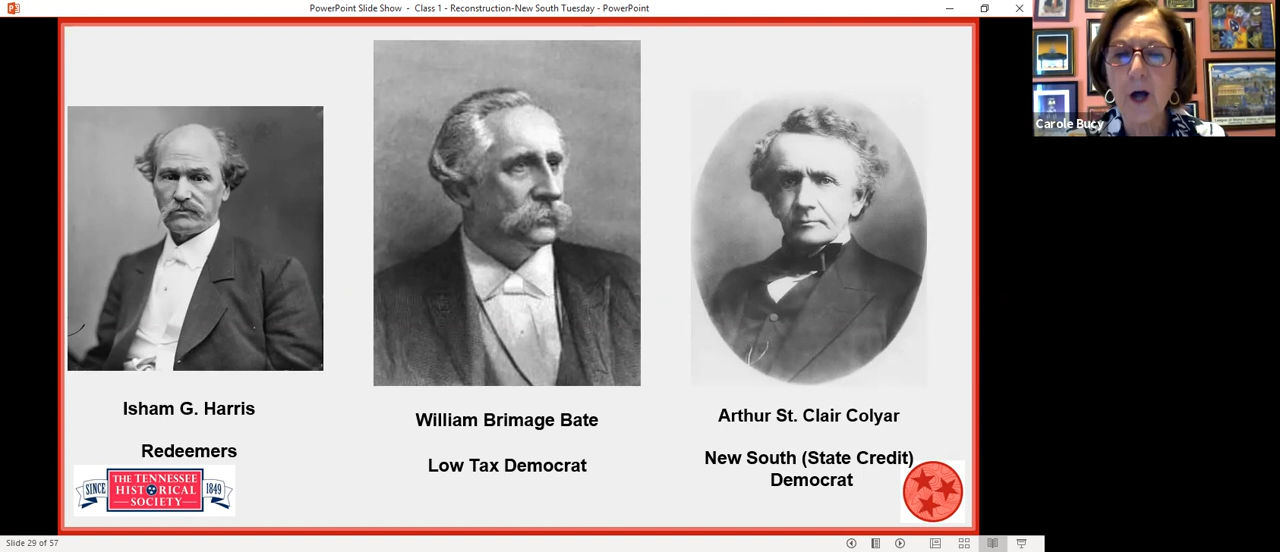 PowerPoint Slide Show - Class 1 - Reconstruction-New South Tuesday - PowerPoint
Carole Bucy
Isham G. Harris
Redeemers
William Brimage Bate
Low Tax Democrat
Arthur St. Clair Colyar
New South (State Credit)
Democrat
THE TENNESSEE
SINCE HISTORICAL 1849
SOCIETY
Slide 29 of 57